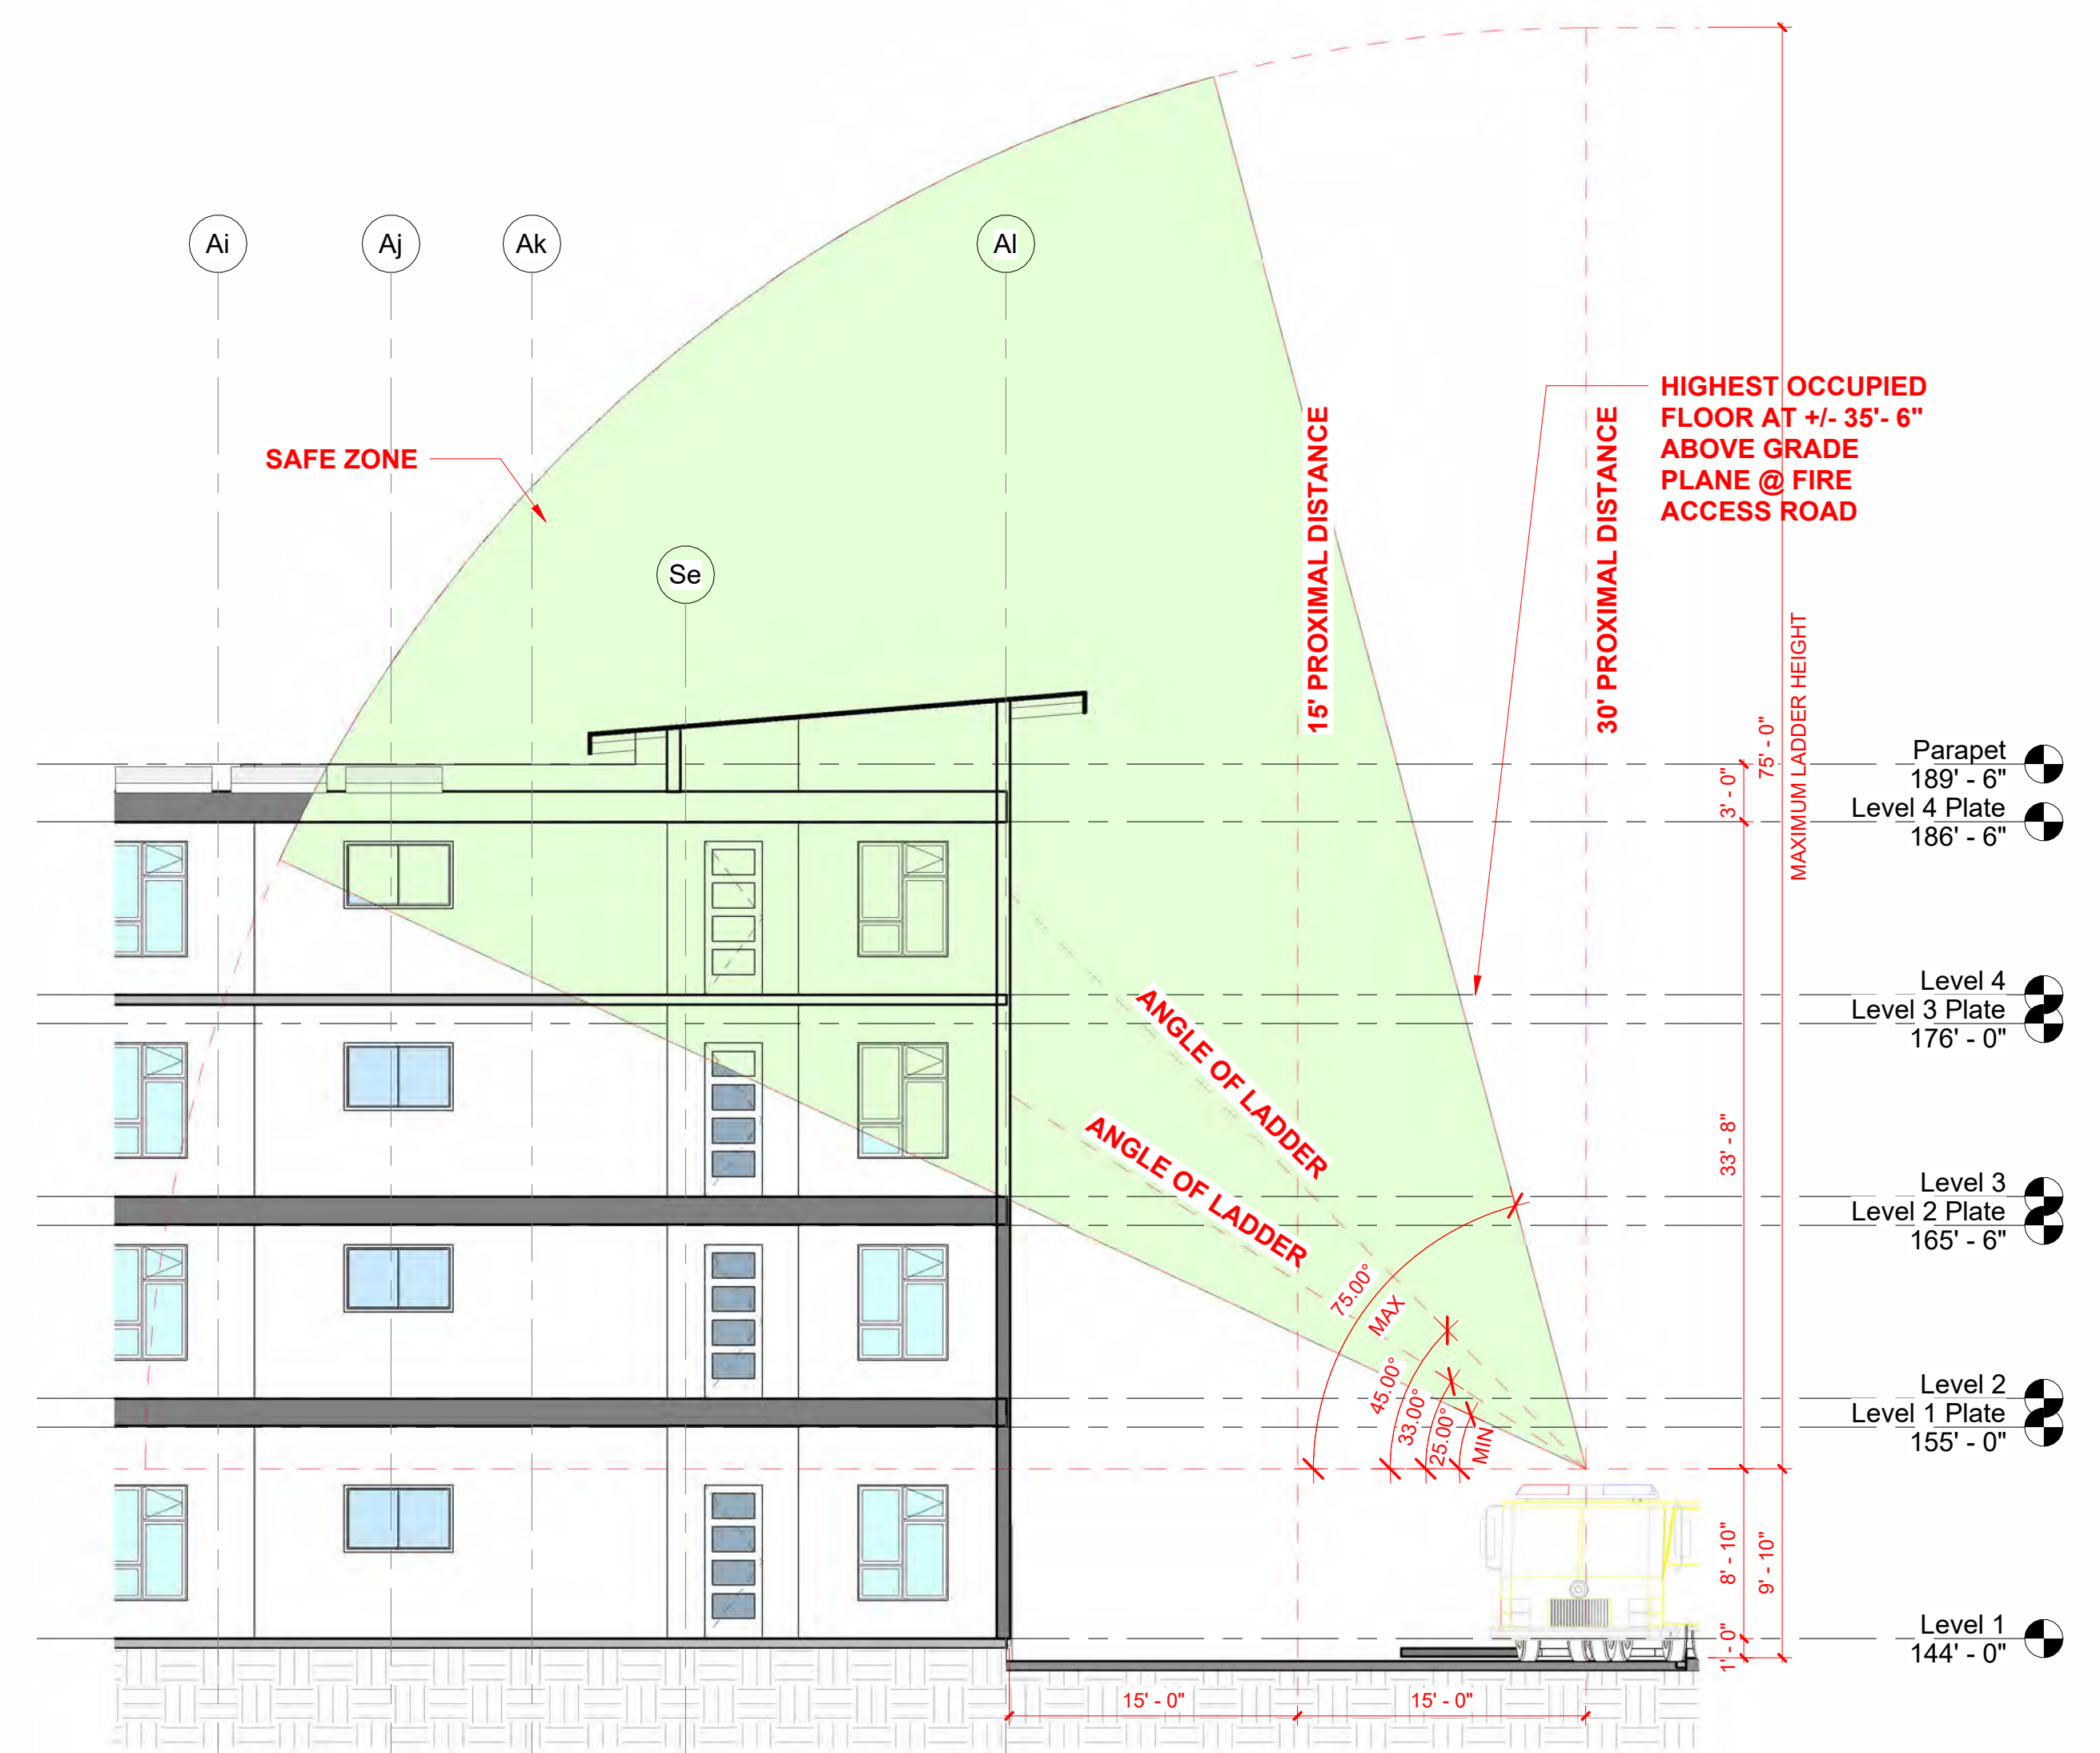 Ai
Aj
Ak
Al
Se
SAFE ZONE
15' PROXIMAL DISTANCE
30' PROXIMAL DISTANCE
HIGHEST OCCUPIED
FLOOR AT +/- 35'- 6"
ABOVE GRADE
PLANE @ FIRE
ACCESS ROAD
75' - 0"
MAXIMUM LADDER HEIGHT
3' - 0"
33' - 8"
8' - 10"
9' - 10"
1' - 0"
Parapet
189' - 6"
Level 4 Plate
186' - 6"
Level 4
Level 3 Plate
176' - 0"
Level 3
Level 2 Plate
165' - 6"
Level 2
Level 1 Plate
155' - 0"
Level 1
144' - 0"
ANGLE OF LADDER
ANGLE OF LADDER
75.00°
MAX
45.00°
33.00°
25.00°
MIN
15' - 0"
15' - 0"